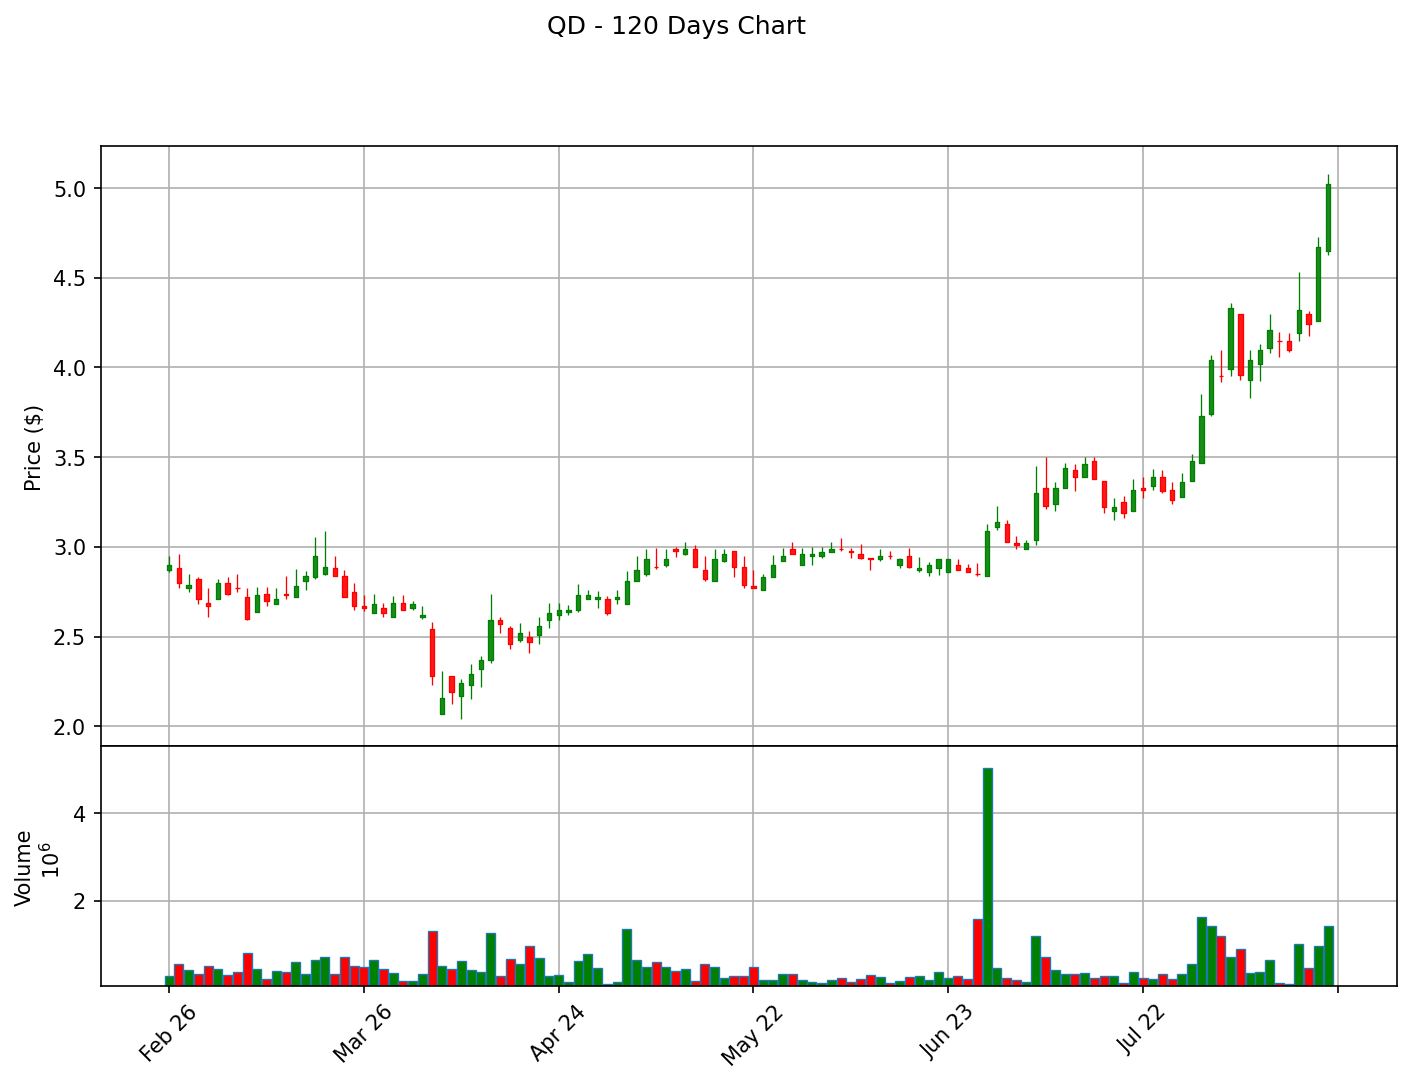 QD - 120 Days Chart
5.0
4.5
4.0
3.5
3.0
2.5
2.0
Price ($)
4
2
Volume
10⁶
Feb 26
Mar 26
Apr 24
May 22
Jun 23
Jul 22